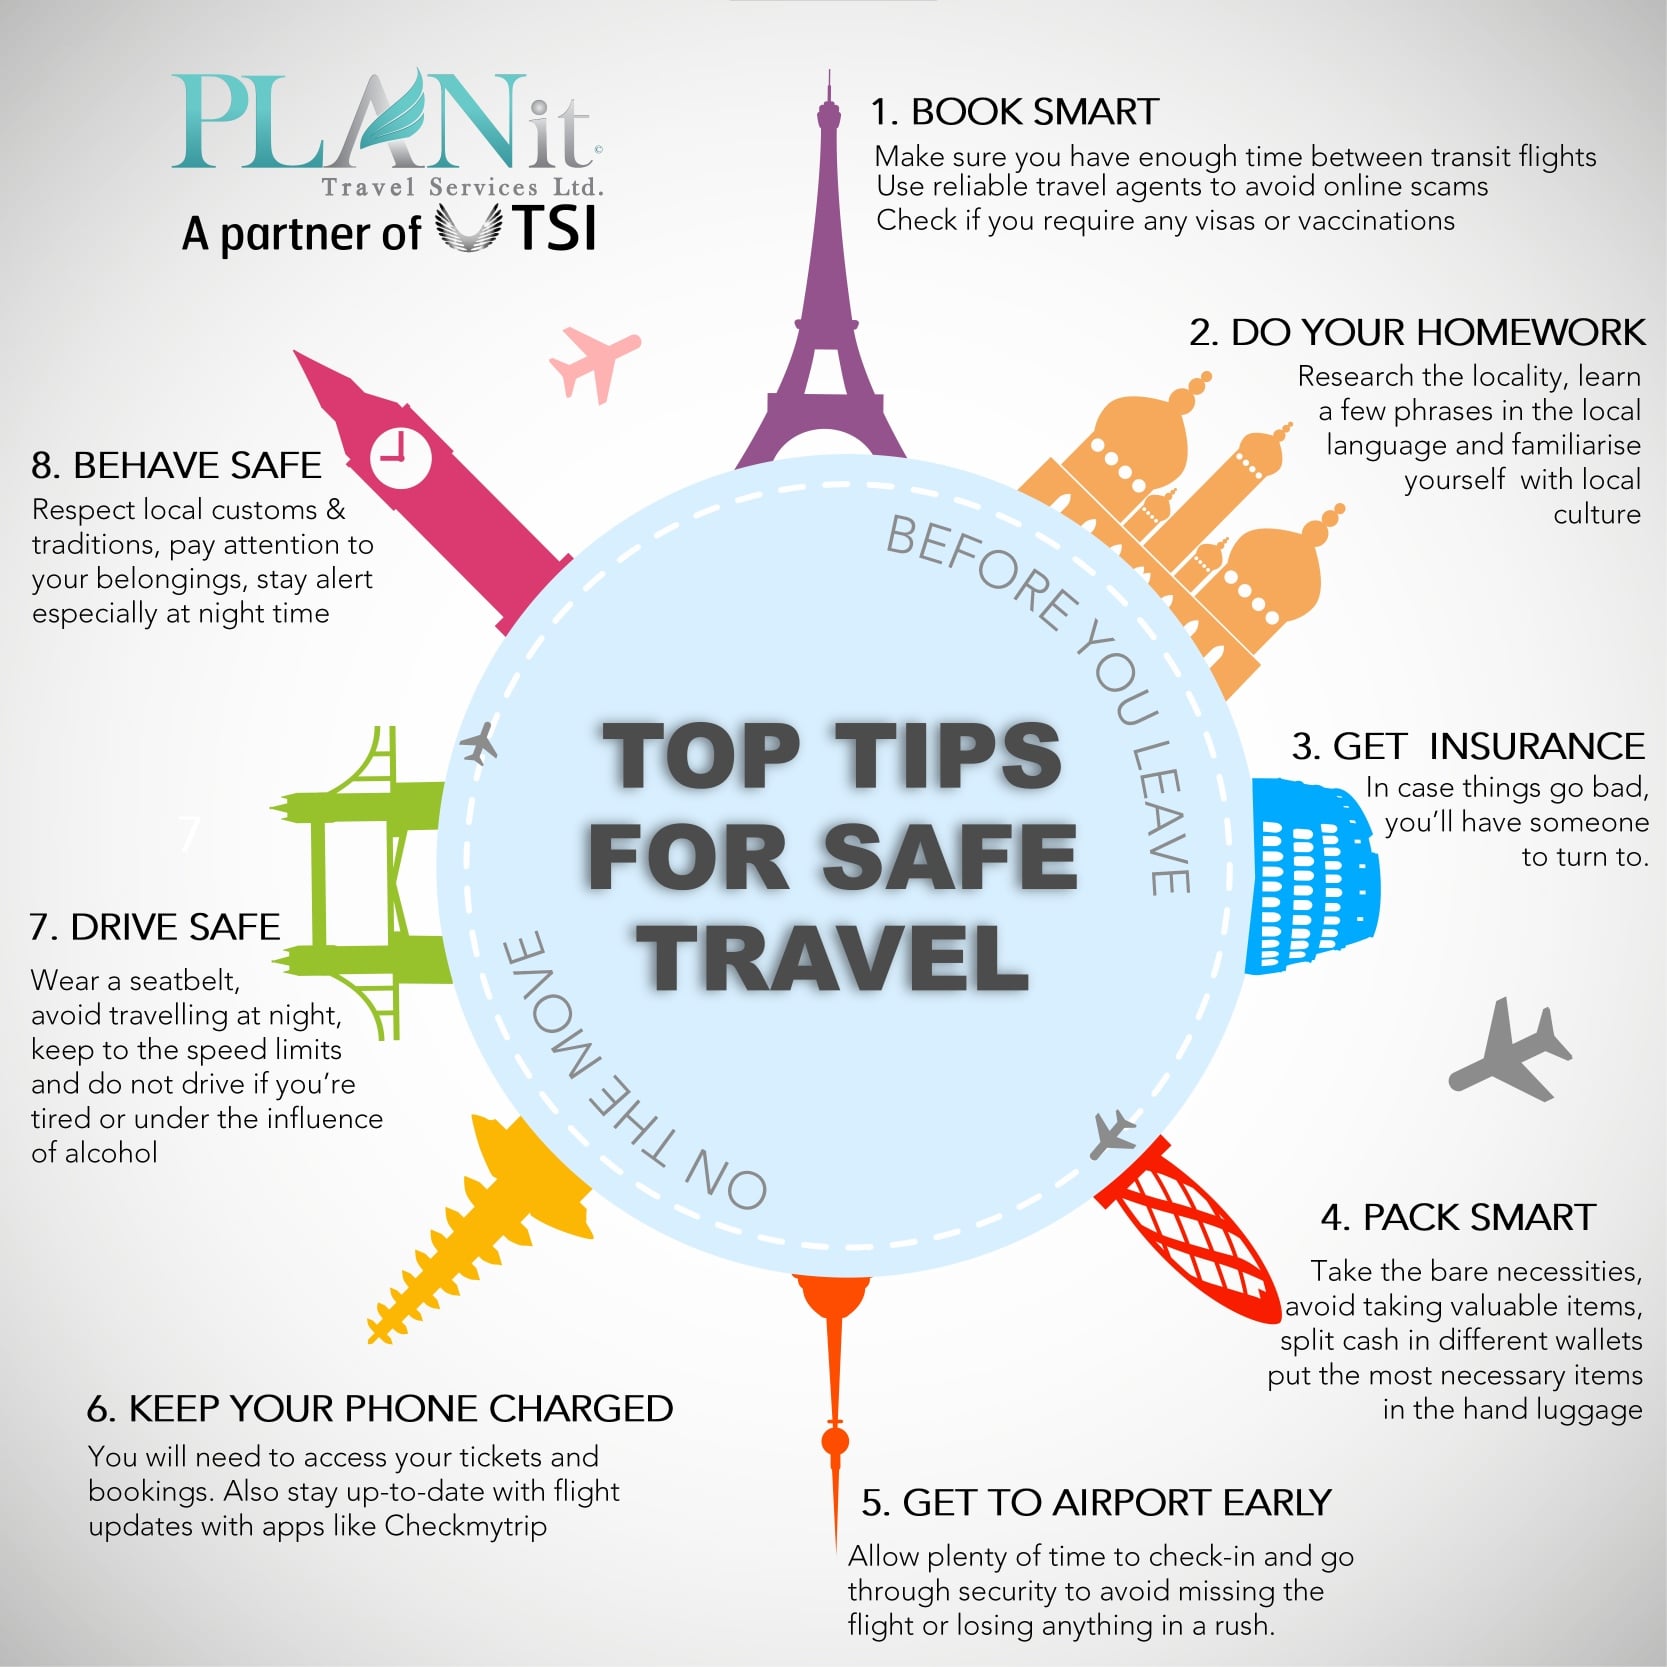 PLANit©
Travel Services Ltd.
A partner of UTSI
1. BOOK SMART
Make sure you have enough time between transit flights
Use reliable travel agents to avoid online scams
Check if you require any visas or vaccinations
2. DO YOUR HOMEWORK
Research the locality, learn
a few phrases in the local
language and familiarise
yourself with local
culture
3. GET INSURANCE
In case things go bad,
you'll have someone
to turn to.
4. PACK SMART
Take the bare necessities,
avoid taking valuable items,
split cash in different wallets
put the most necessary items
in the hand luggage
5. GET TO AIRPORT EARLY
Allow plenty of time to check-in and go
through security to avoid missing the
flight or losing anything in a rush.
6. KEEP YOUR PHONE CHARGED
You will need to access your tickets and
bookings. Also stay up-to-date with flight
updates with apps like Checkmytrip
7
7. DRIVE SAFE
Wear a seatbelt,
avoid travelling at night,
keep to the speed limits
and do not drive if you're
tired or under the influence
of alcohol
8. BEHAVE SAFE
Respect local customs &
traditions, pay attention to
your belongings, stay alert
especially at night time
BEFORE YOU LEAVE
TOP TIPS
FOR SAFE
TRAVEL
ON THE MOVE